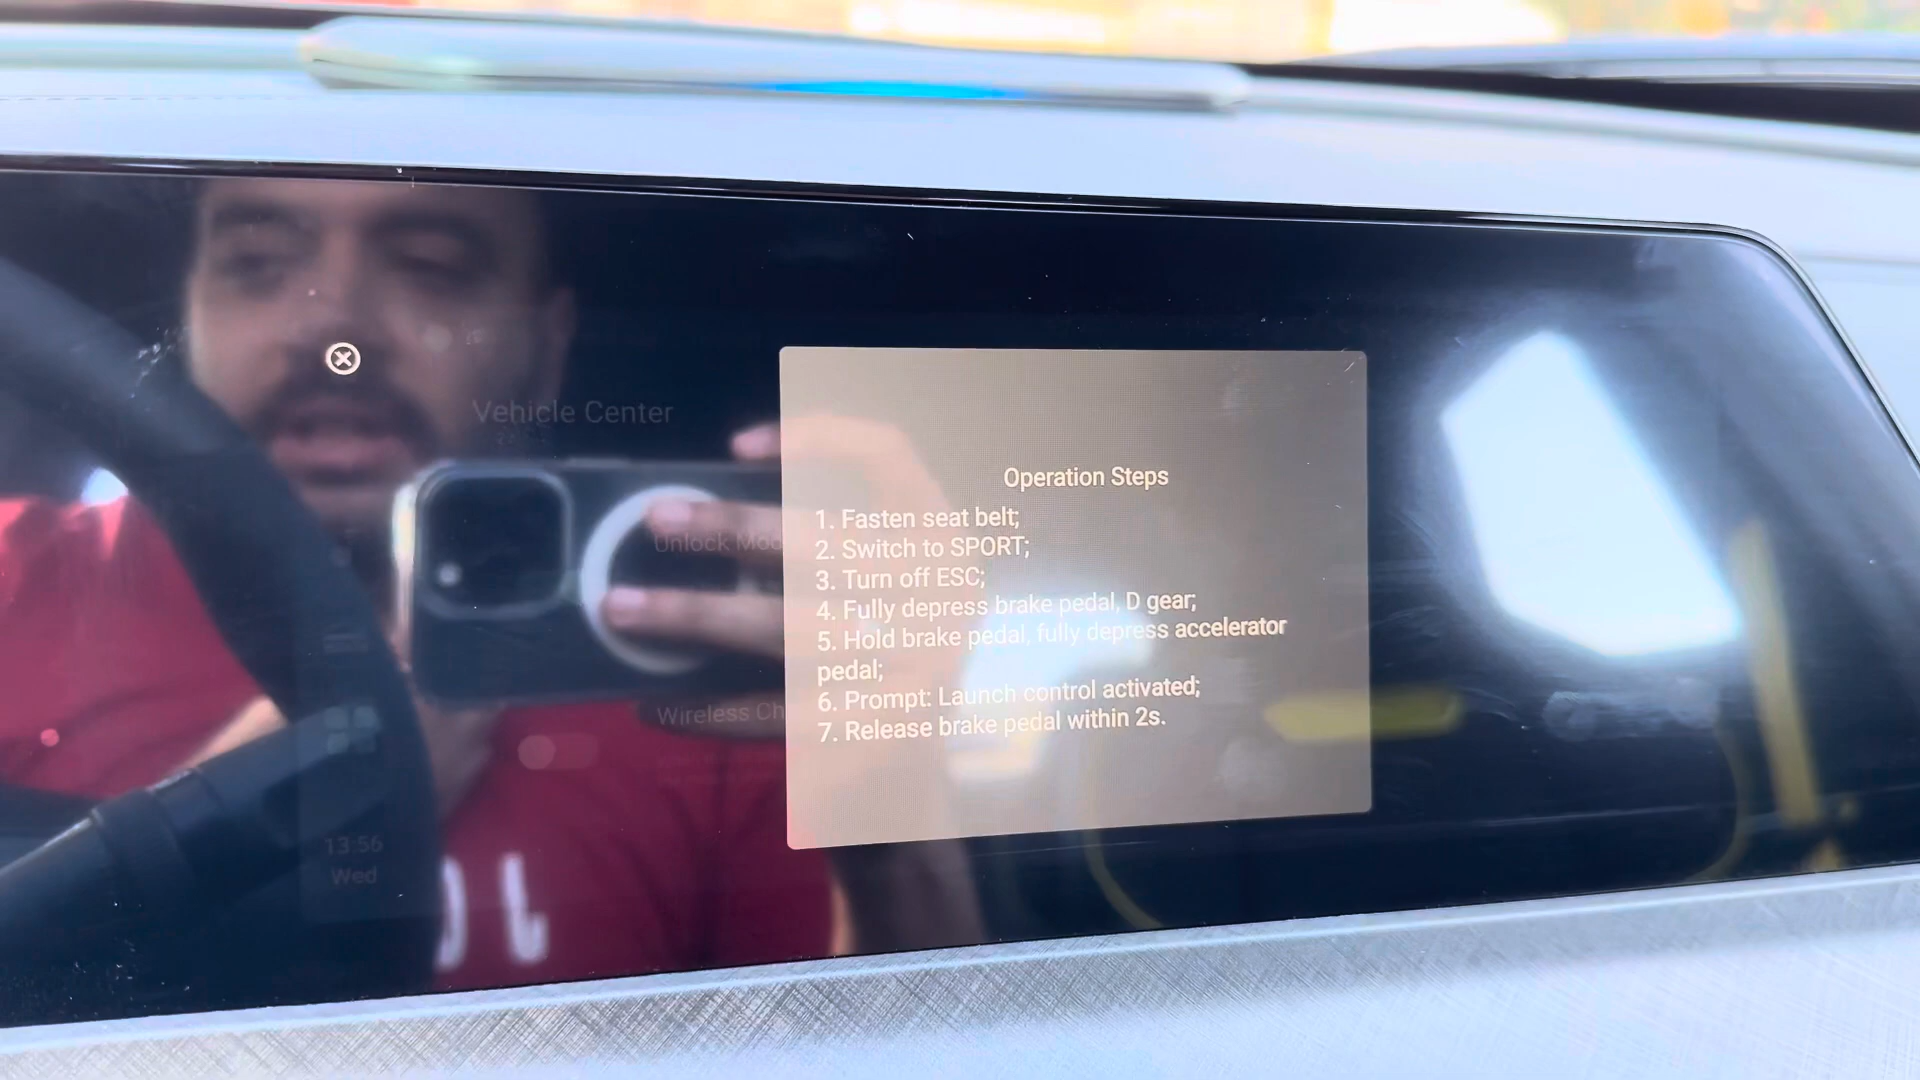 Vehicle Center
Unlock Mod
Wireless Ch
13:56
Wed
Operation Steps
1. Fasten seat belt;
2. Switch to SPORT;
3. Turn off ESC;
4. Fully depress brake pedal, D gear;
5. Hold brake pedal, fully depress accelerator
pedal;
6. Prompt: Launch control activated;
7. Release brake pedal within 2s.